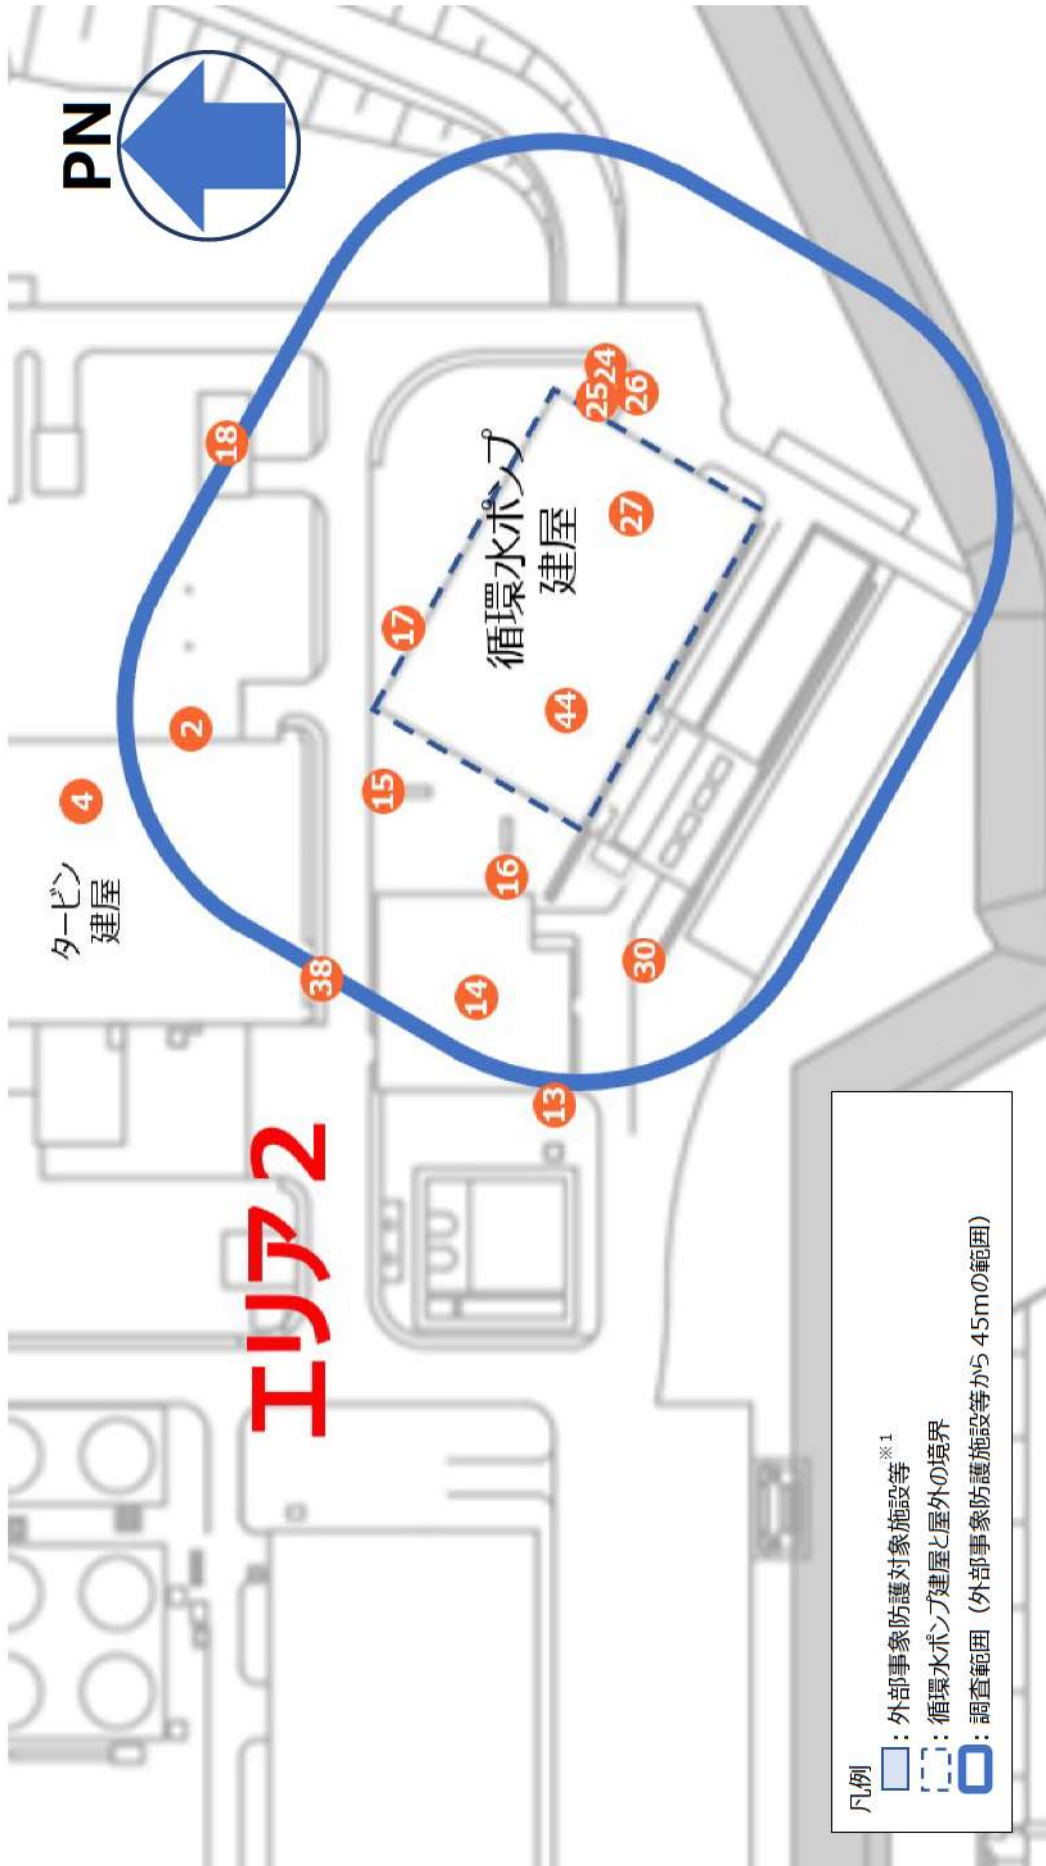 PN
エリア2
タービン
建屋
循環水ポンプ
建屋
4
2
18
38
15
17
16
14
13
44
27
25
24
26
30
凡例
：外部事象防護対象施設等※1
：循環水ポンプ建屋と屋外の境界
：調査範囲（外部事象防護施設等から 45mの範囲）